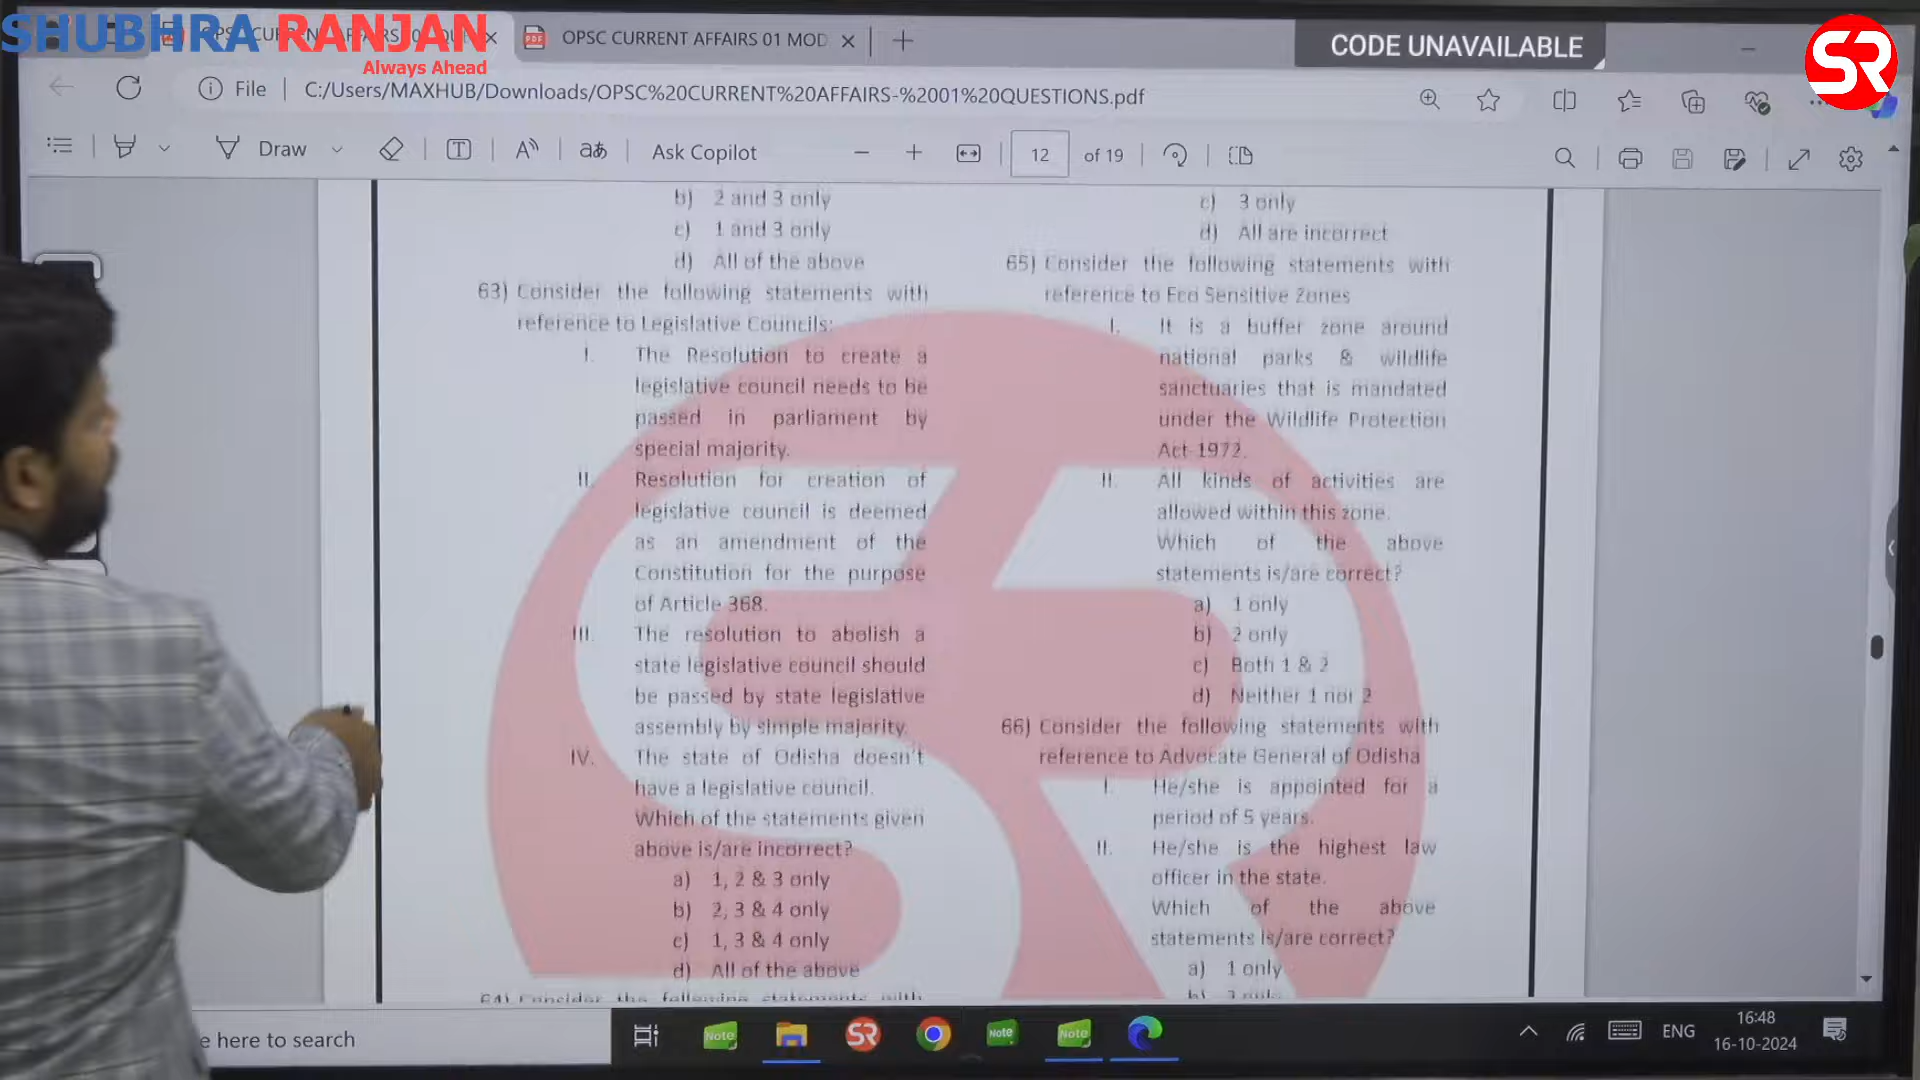 SHUBHRA RANJAN
Always Ahead
OPSC CURRENT AFFAIRS 01 MOD
CODE UNAVAILABLE
SR
File
C:/Users/MAXHUB/Downloads/OPSC%20CURRENT%20AFFAIRS-%2001%20QUESTIONS.pdf
Draw
Ask Copilot
12 of 19
b) 2 and 3 only
c) 1 and 3 only
d) All of the above
63) Consider the following statements with
reference to Legislative Councils:
I. The Resolution to create a
legislative council needs to be
passed in parliament by
special majority.
II. Resolution for creation of
legislative council is deemed
as an amendment of the
Constitution for the purpose
of Article 368.
III. The resolution to abolish a
state legislative council should
be passed by state legislative
assembly by simple majority.
IV. The state of Odisha doesn't
have a legislative council.
Which of the statements given
above is/are incorrect?
a) 1, 2 & 3 only
b) 2, 3 & 4 only
c) 1, 3 & 4 only
d) All of the above
64) Consider the following statements with
c) 3 only
d) All are incorrect
65) Consider the following statements with
reference to Eco Sensitive Zones
I. It is a buffer zone around
national parks & wildlife
sanctuaries that is mandated
under the Wildlife Protection
Act 1972.
II. All kinds of activities are
allowed within this zone.
Which of the above
statements is/are correct?
a) 1 only
b) 2 only
c) Both 1 & 2
d) Neither 1 nor 2
66) Consider the following statements with
reference to Advocate General of Odisha
I. He/she is appointed for a
period of 5 years.
II. He/she is the highest law
officer in the state.
Which of the above
statements is/are correct?
a) 1 only
b) 2 only
e here to search
Note
SR
Note
Note
ENG
16:48
16-10-2024